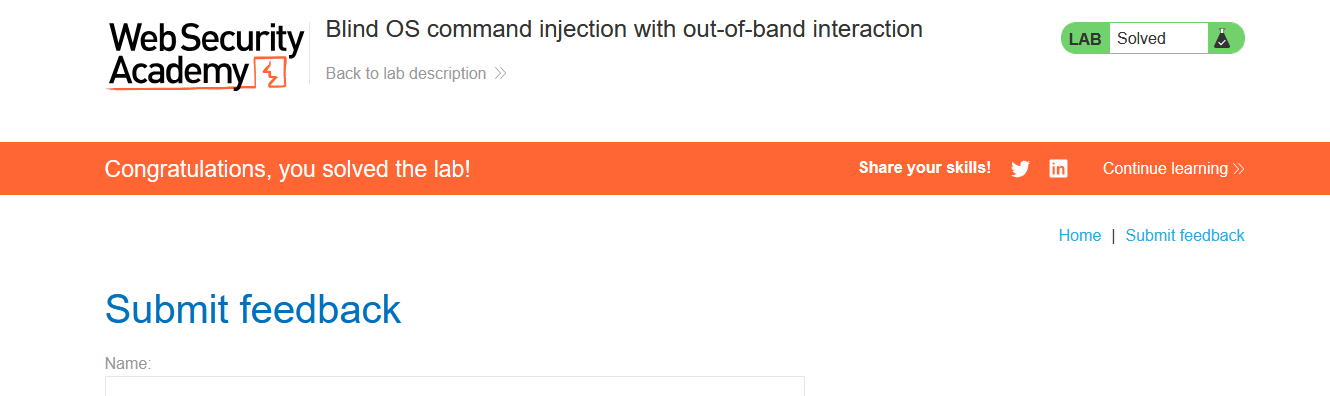 Web Security
Academy
Blind OS command injection with out-of-band interaction
Back to lab description
LAB Solved
Congratulations, you solved the lab!
Share your skills!
Continue learning
Home | Submit feedback
Submit feedback
Name: